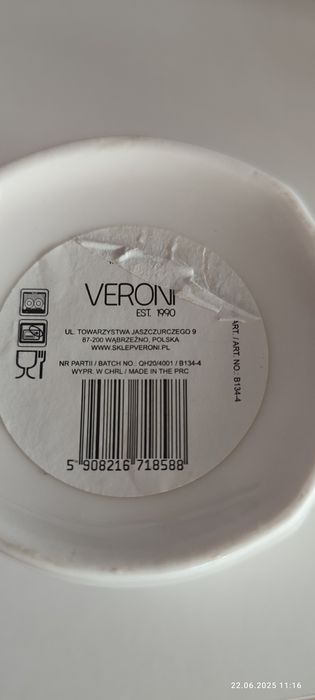 VERONI
EST. 1990
UL. TOWARZYSTWA JASZCZURCZEGO 9
87-200 WĄBRZEŹNO, POLSKA
WWW.SKLEPVERONI.PL
NR PARTII / BATCH NO.: QH20/4001 / B134-4
WYPR. W CHRL / MADE IN THE PRC
ART. / ART. NO.: B134-4
5 908216 718588
22.06.2025 11:16